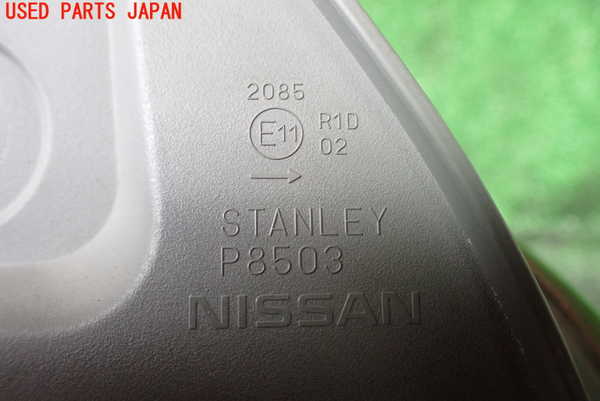 USED PARTS JAPAN
2085
E11 R1D
02
STANLEY
P8503
NISSAN